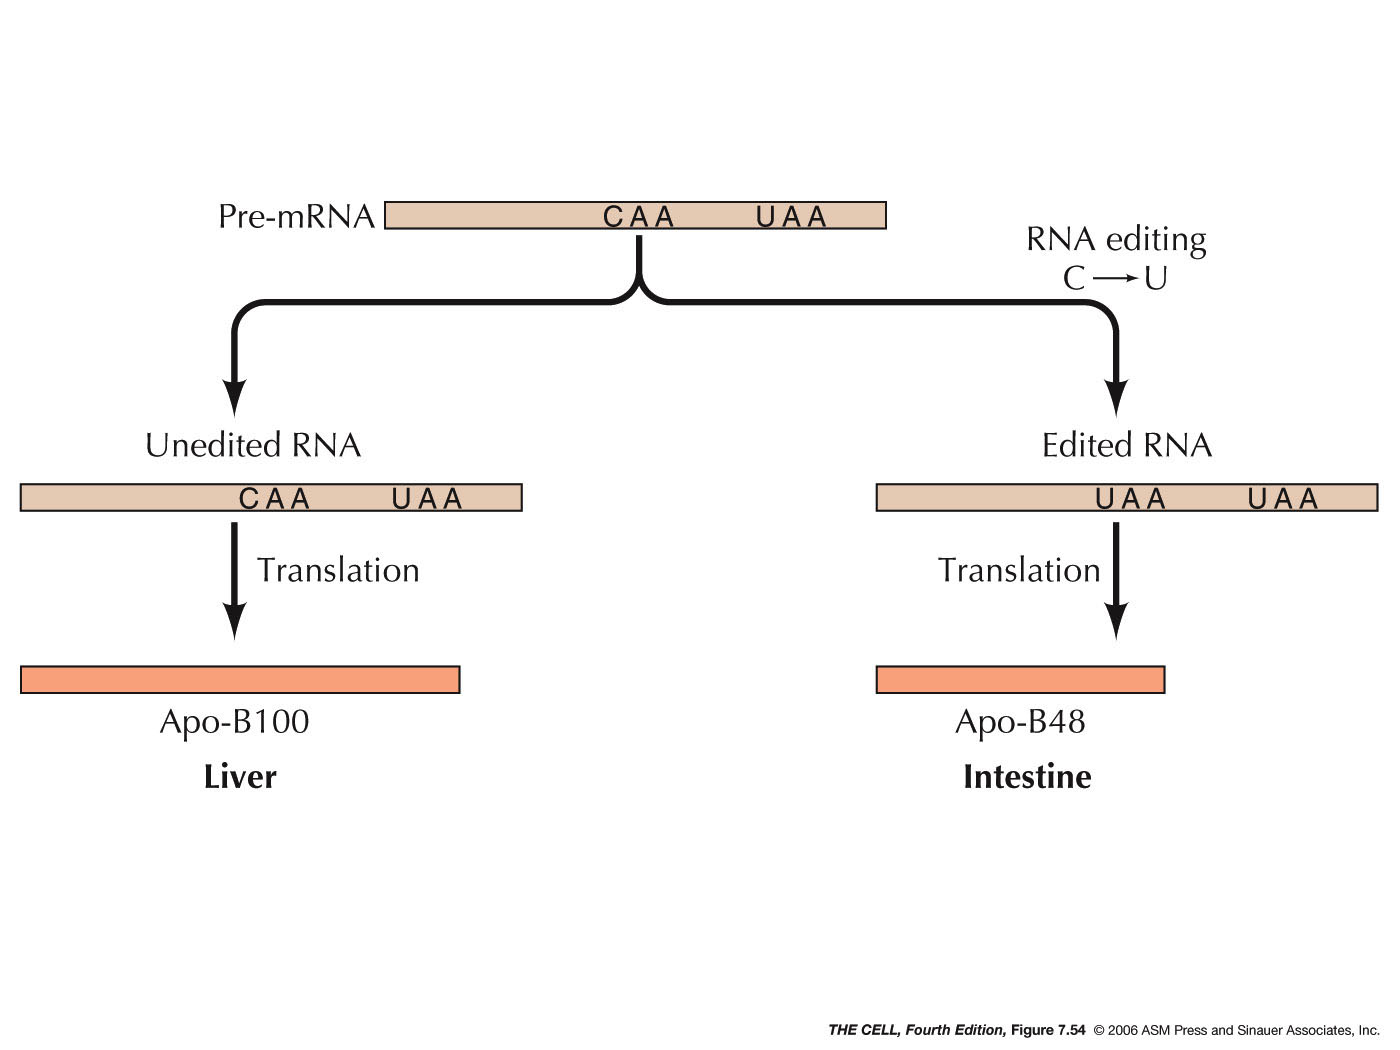 Pre-mRNA CAA UAA
RNA editing
C → U
Unedited RNA
CAA UAA
Translation
Apo-B100
Liver
Edited RNA
UAA UAA
Translation
Apo-B48
Intestine
THE CELL, Fourth Edition, Figure 7.54 © 2006 ASM Press and Sinauer Associates, Inc.